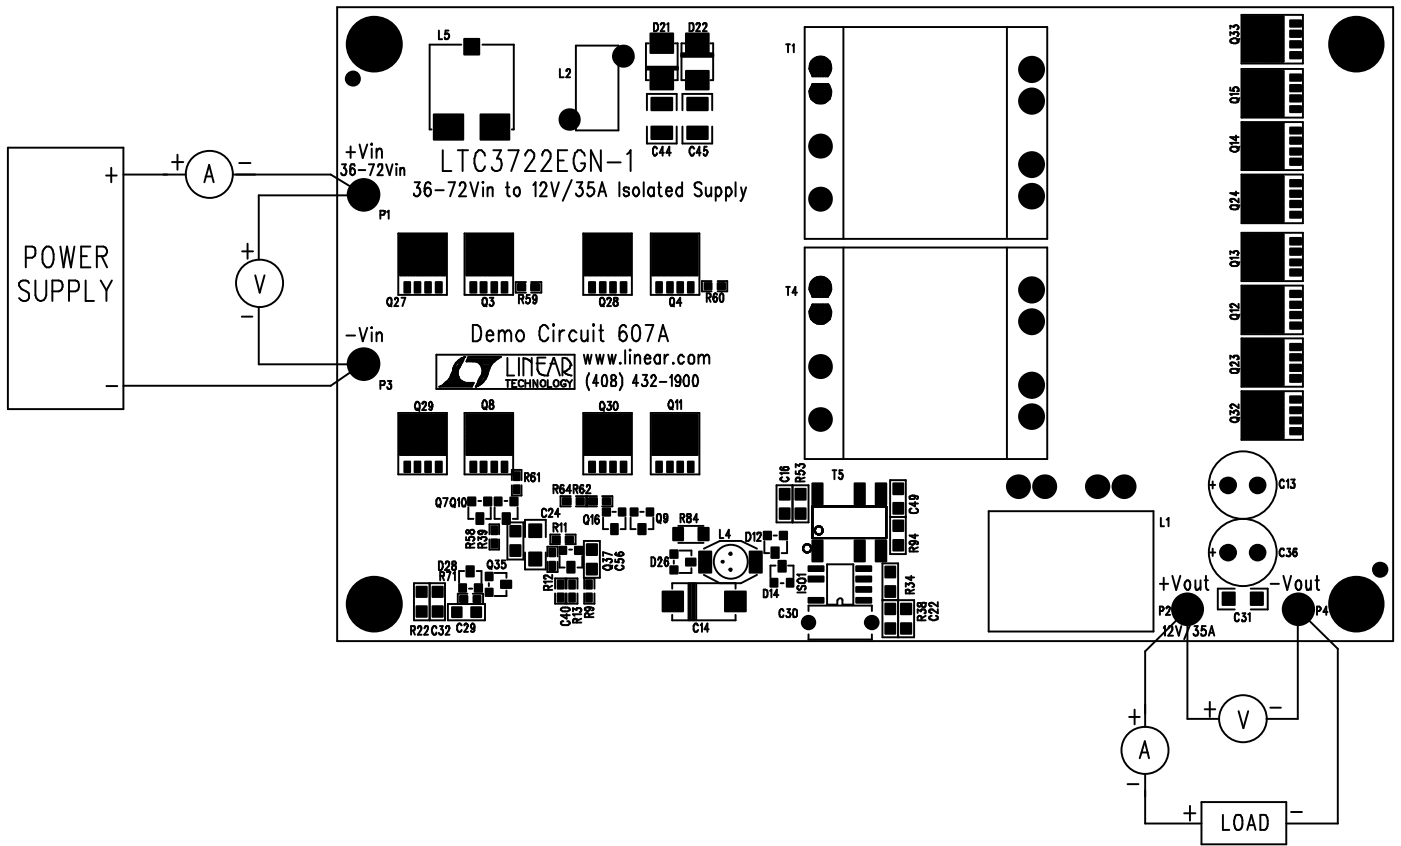 L5
L2
D21 D22
T1
Q33
Q15
C44 C45
+Vin
36-72Vin
LTC3722EGN-1
36-72Vin to 12V/35A Isolated Supply
Q14
Q24
+ + A -
P1
POWER
SUPPLY
+
V
-
Q27 Q3 R59 Q28 Q4 R60
T4
Q13
Q12
-Vin
Demo Circuit 607A
LINEAR
TECHNOLOGY
www.linear.com
(408) 432-1900
-
P3
Q23
Q32
Q29 Q8 Q30 Q11
R61
C16
R53
T5
C49
+ C13
Q7 Q10
R64 R62
C24
Q16 Q9
R84
L4
D12
R94
L1
R58
R39
R11
+ C36
D28
R71
Q35
R12
Q37
C56
D26
D14
ISO1
R34
+Vout -Vout
R22 C32 C29
C40
R13
R9
C14
C30
R38
C22
P2 C31 P4
12V/35A
+ V -
+
A
-
+ LOAD -